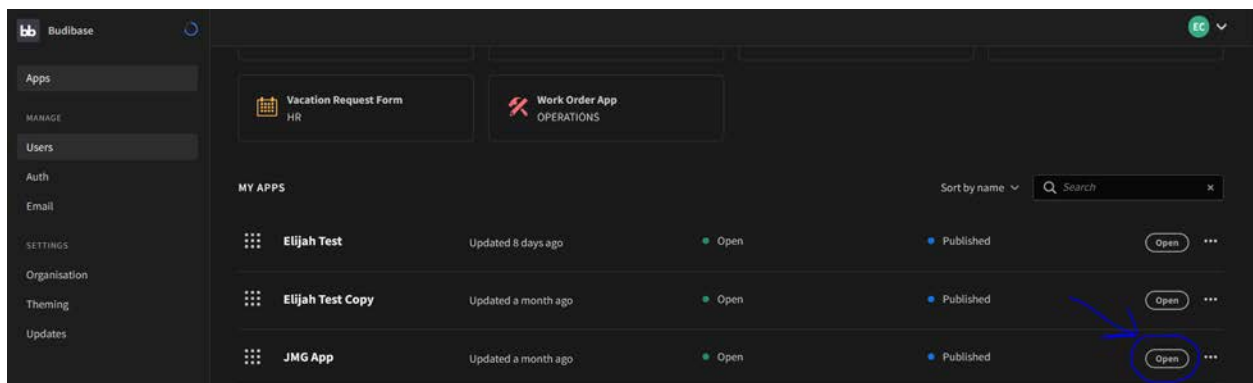 bb Budibase
EC
Apps
MANAGE
Users
Auth
Email
SETTINGS
Organisation
Theming
Updates
Vacation Request Form
HR
Work Order App
OPERATIONS
MY APPS
Sort by name
Search
Elijah Test Updated 8 days ago Open Published Open
Elijah Test Copy Updated a month ago Open Published Open
JMG App Updated a month ago Open Published Open